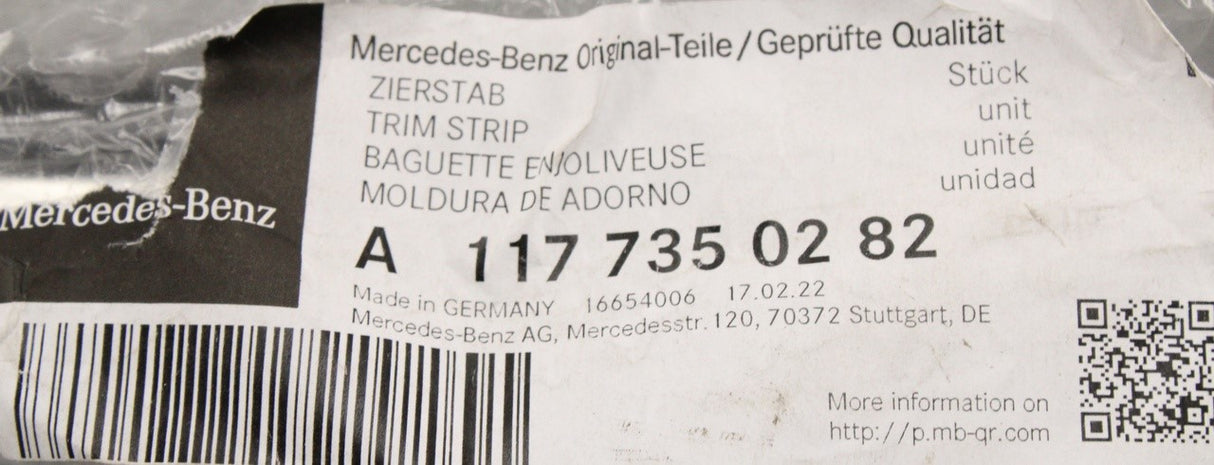 Mercedes-Benz Original-Teile / Geprüfte Qualität
ZIERSTAB Stück
TRIM STRIP unit
BAGUETTE ENJOLIVEUSE unité
MOLDURA DE ADORNO unidad
Mercedes-Benz
A 117 735 02 82
Made in GERMANY 16654006 17.02.22
Mercedes-Benz AG, Mercedesstr. 120, 70372 Stuttgart, DE
More information on
http://p.mb-qr.com